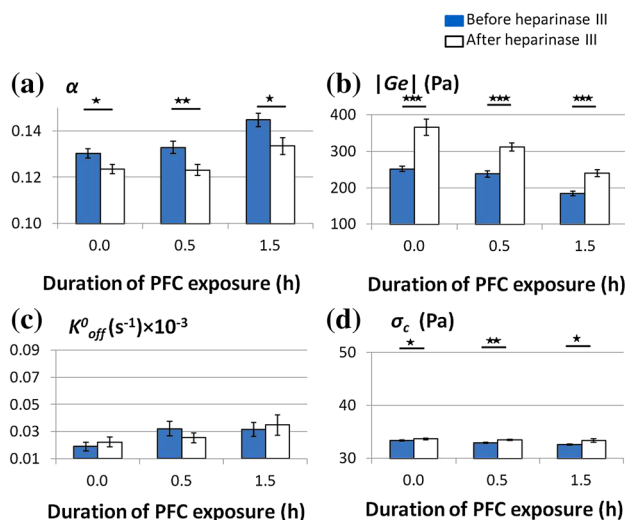 Before heparinase III
After heparinase III
(a) α
★ ★★ ★
0.14
0.12
0.10
0.0 0.5 1.5
Duration of PFC exposure (h)
(b) |Ge| (Pa)
★★★ ★★★ ★★★
400
300
200
100
0.0 0.5 1.5
Duration of PFC exposure (h)
(c) K⁰off (s⁻¹)×10⁻³
0.09
0.07
0.05
0.03
0.01
0.0 0.5 1.5
Duration of PFC exposure (h)
(d) σc (Pa)
★ ★★ ★
50
40
30
0.0 0.5 1.5
Duration of PFC exposure (h)